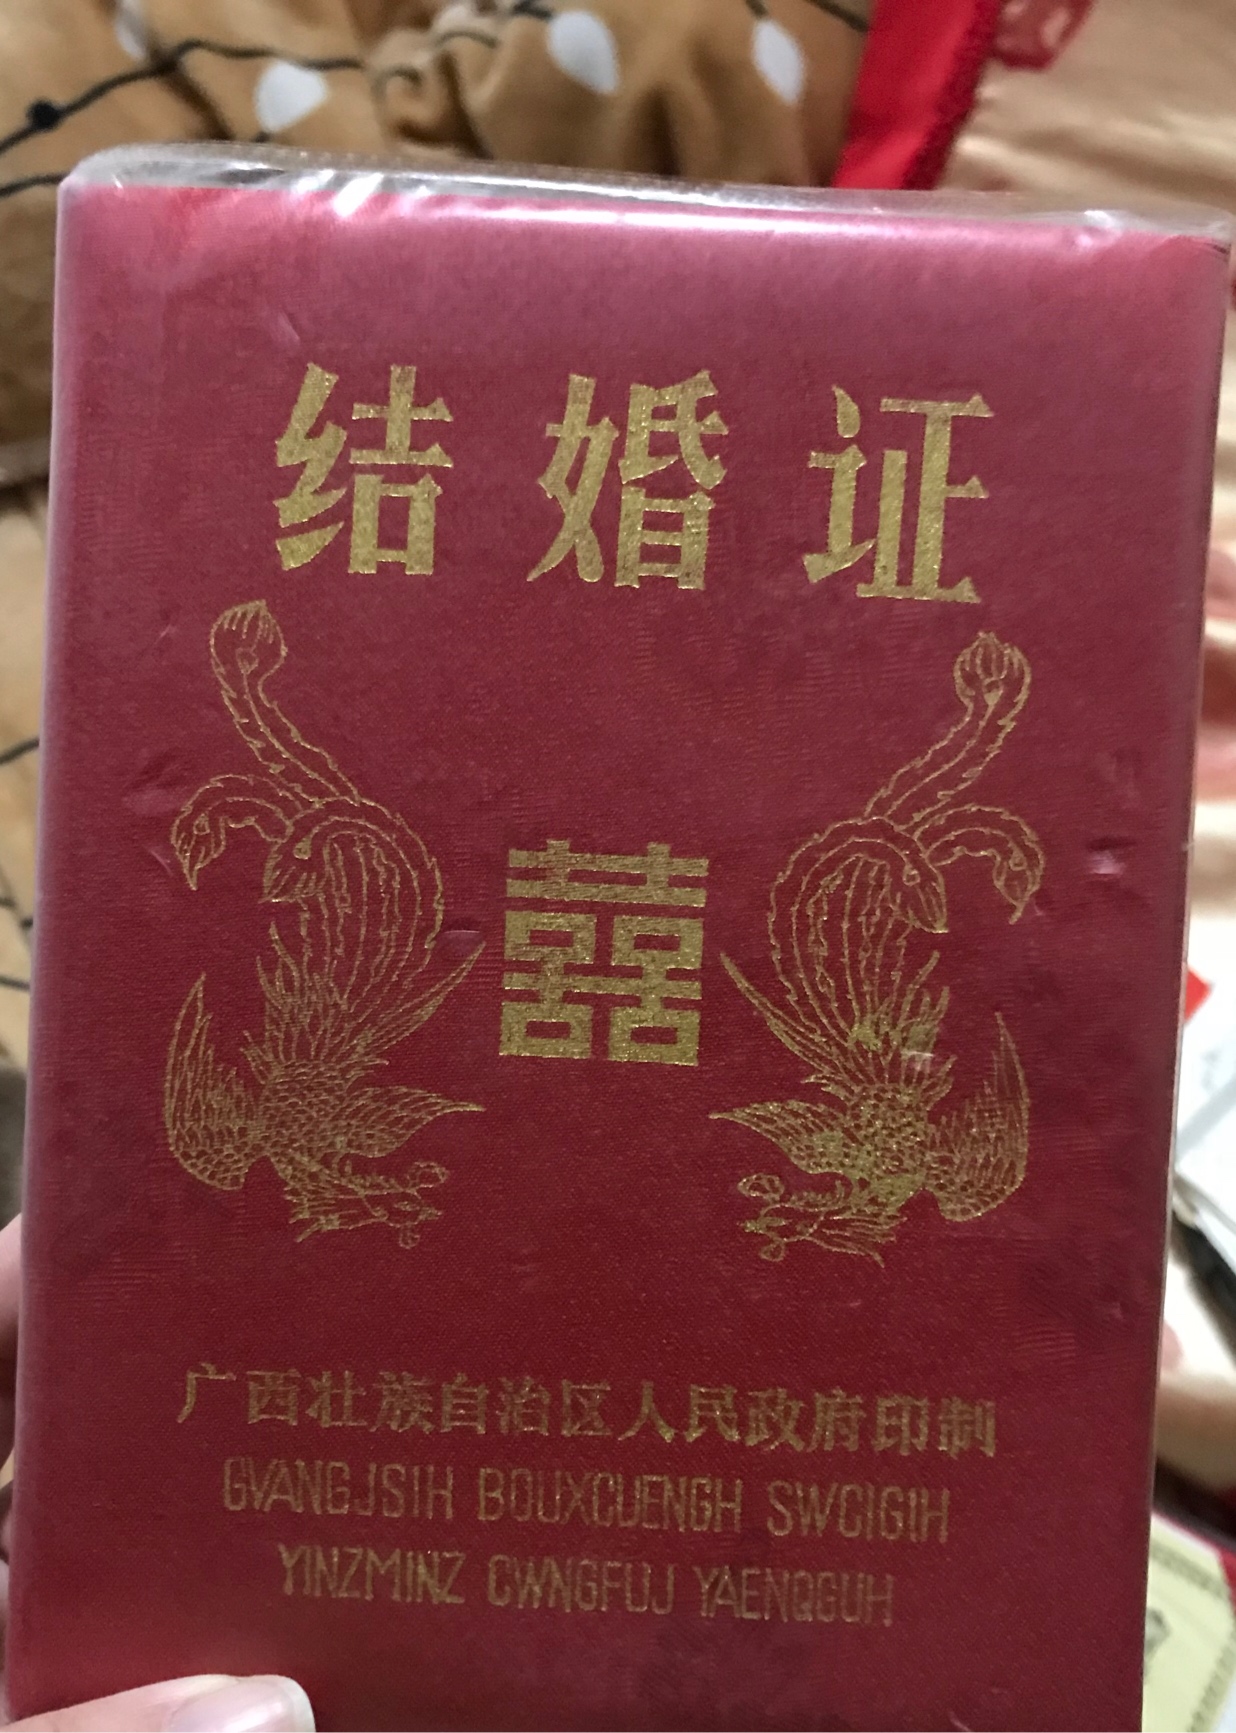 结婚证
囍
广西壮族自治区人民政府印制
GVANGJSIH BOUXCUENGH SWCIGIH
YINZMINZ CWNGFUJ YAENQGUH